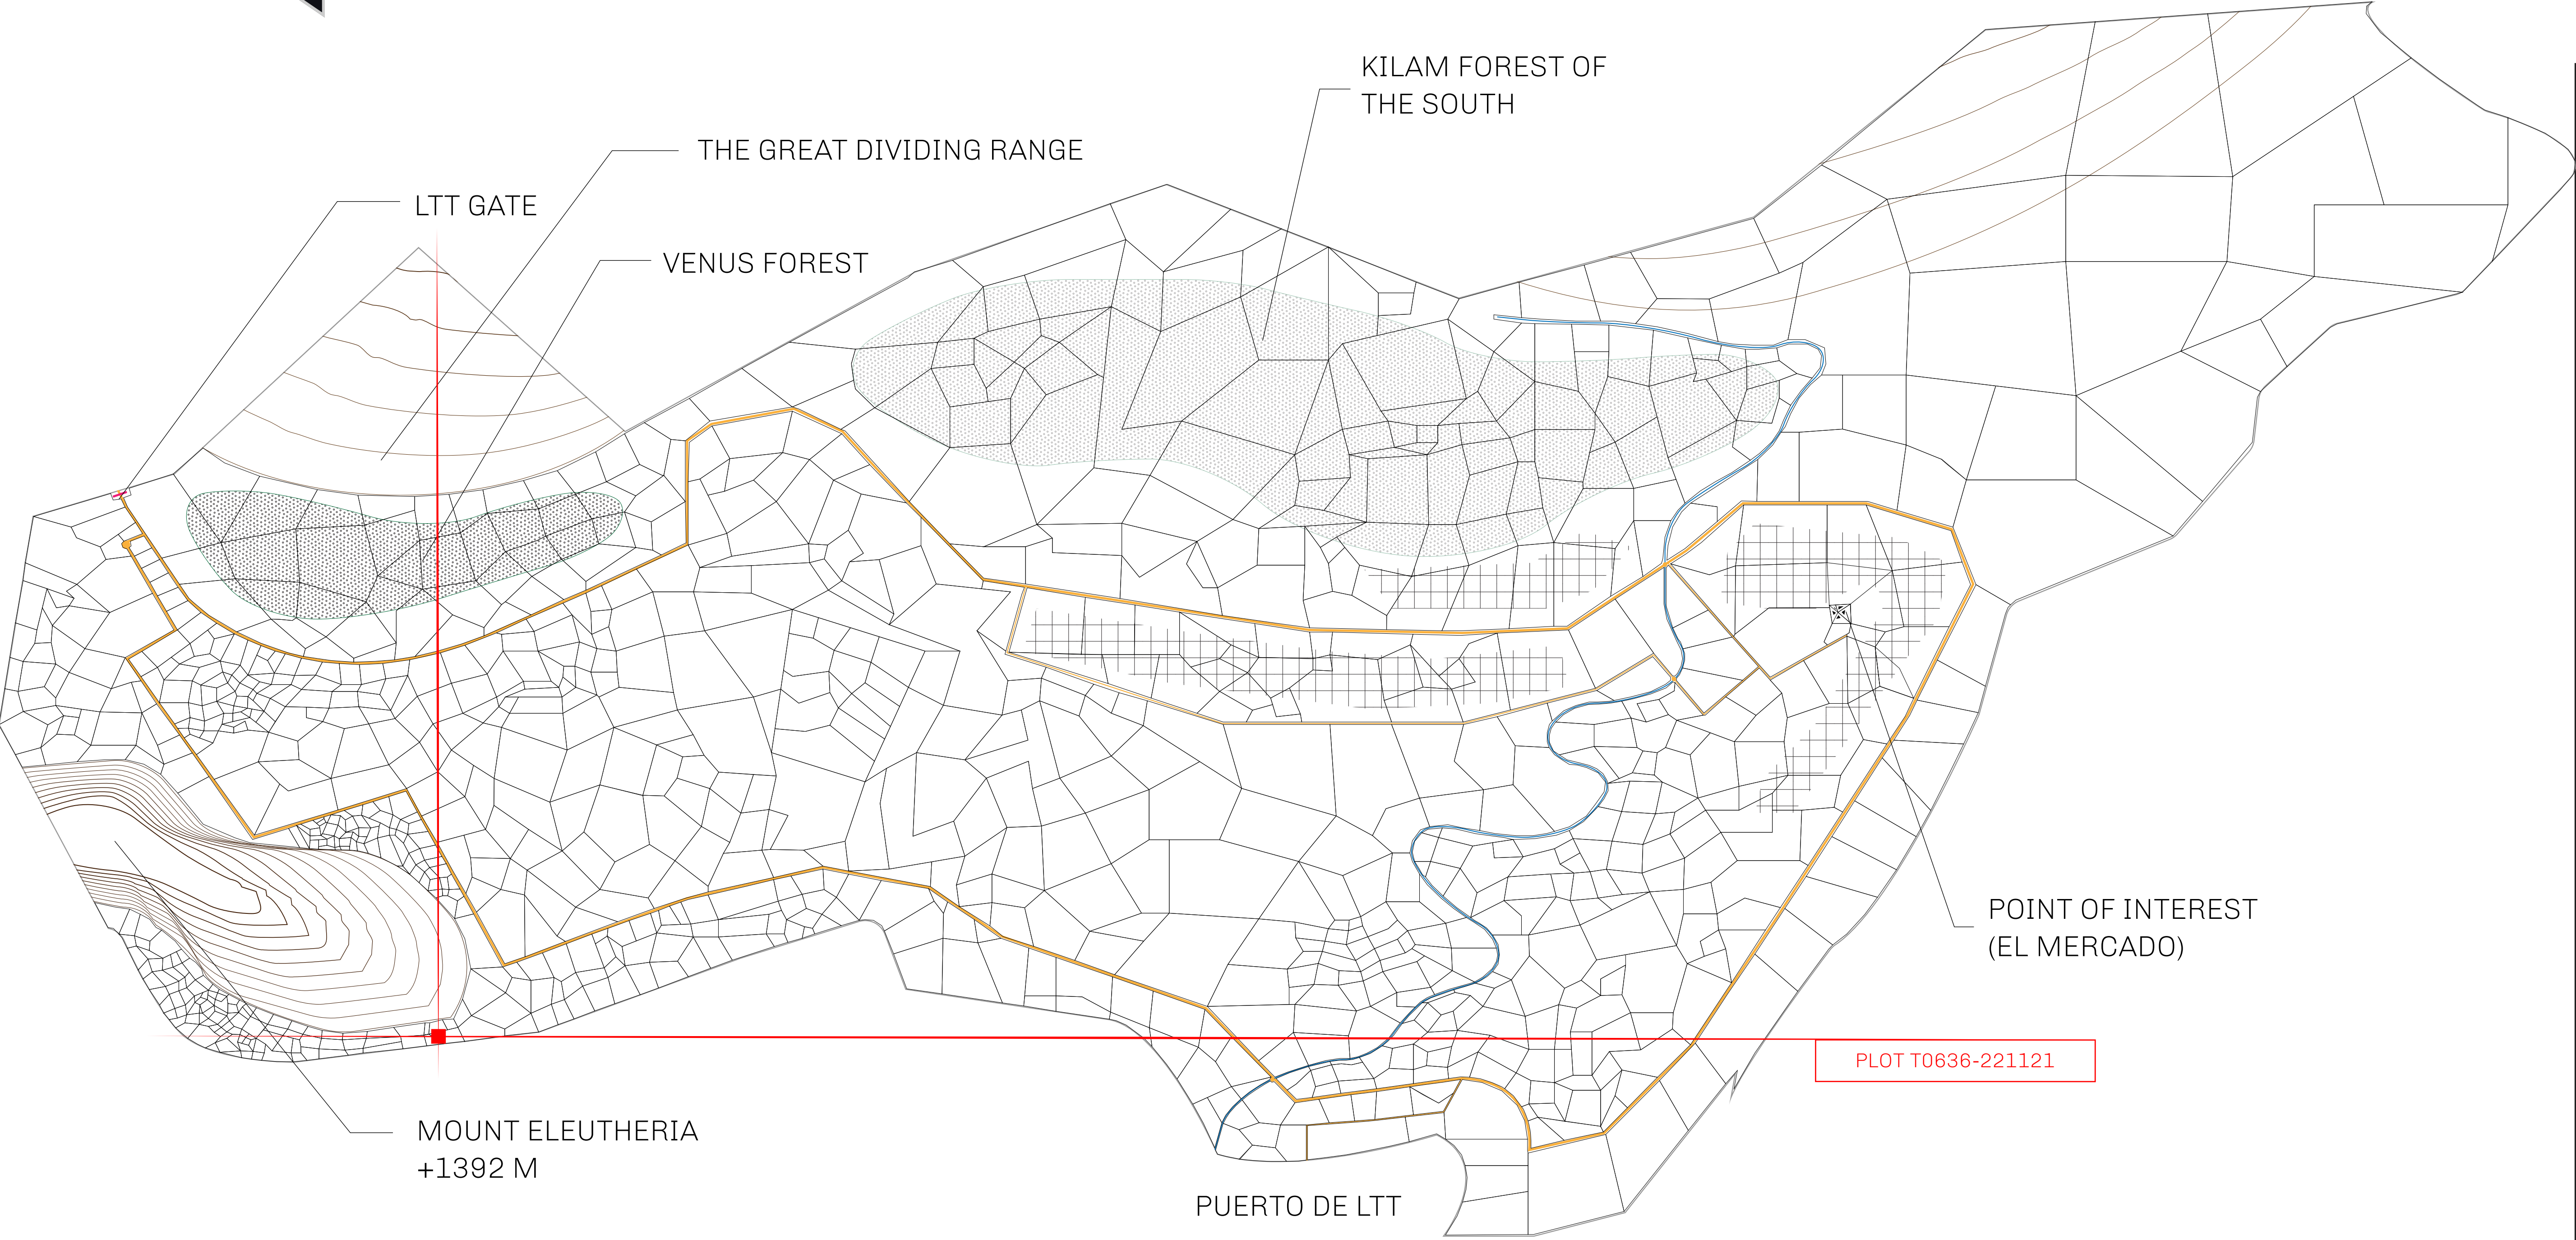 KILAM FOREST OF
THE SOUTH
THE GREAT DIVIDING RANGE
LTT GATE
VENUS FOREST
POINT OF INTEREST
(EL MERCADO)
PLOT T0636-221121
MOUNT ELEUTHERIA
+1392 M
PUERTO DE LTT